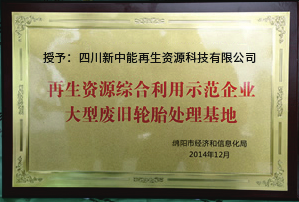 授予：四川新中能再生资源科技有限公司
再生资源综合利用示范企业
大型废旧轮胎处理基地
绵阳市经济和信息化局
2014年12月